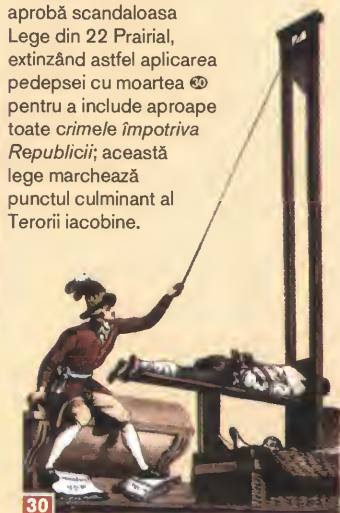 aprobă scandaloasa
Lege din 22 Prairial,
extinzând astfel aplicarea
pedepsei cu moartea 30
pentru a include aproape
toate crimele împotriva
Republicii; această
lege marchează
punctul culminant al
Terorii iacobine.
30